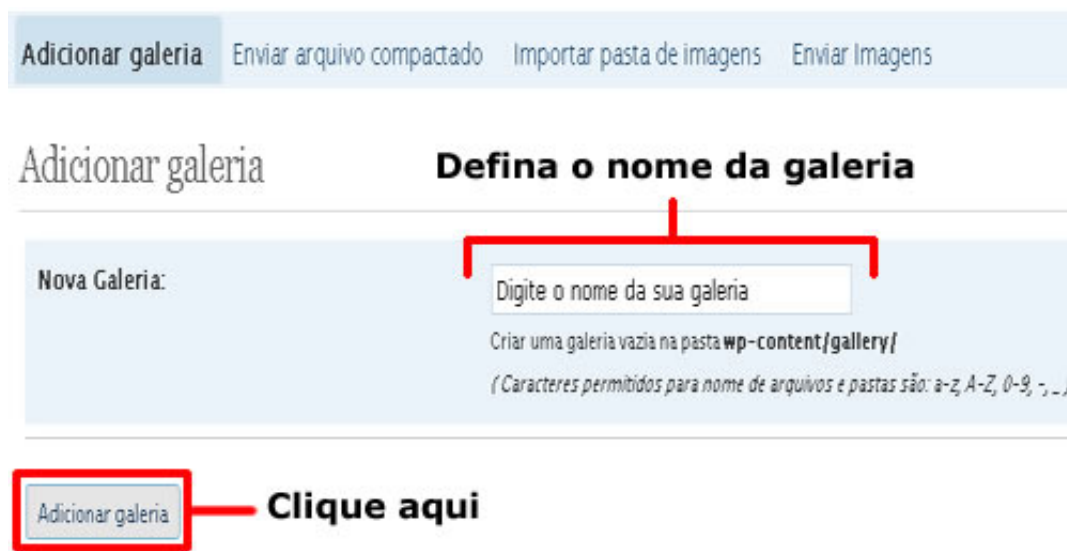 Adicionar galeria Enviar arquivo compactado Importar pasta de imagens Enviar Imagens
Adicionar galeria
Defina o nome da galeria
Nova Galeria:
Digite o nome da sua galeria
Criar uma galeria vazia na pasta wp-content/gallery/
( Caracteres permitidos para nome de arquivos e pastas são: a-z, A-Z, 0-9, -, _ )
Adicionar galeria
Clique aqui